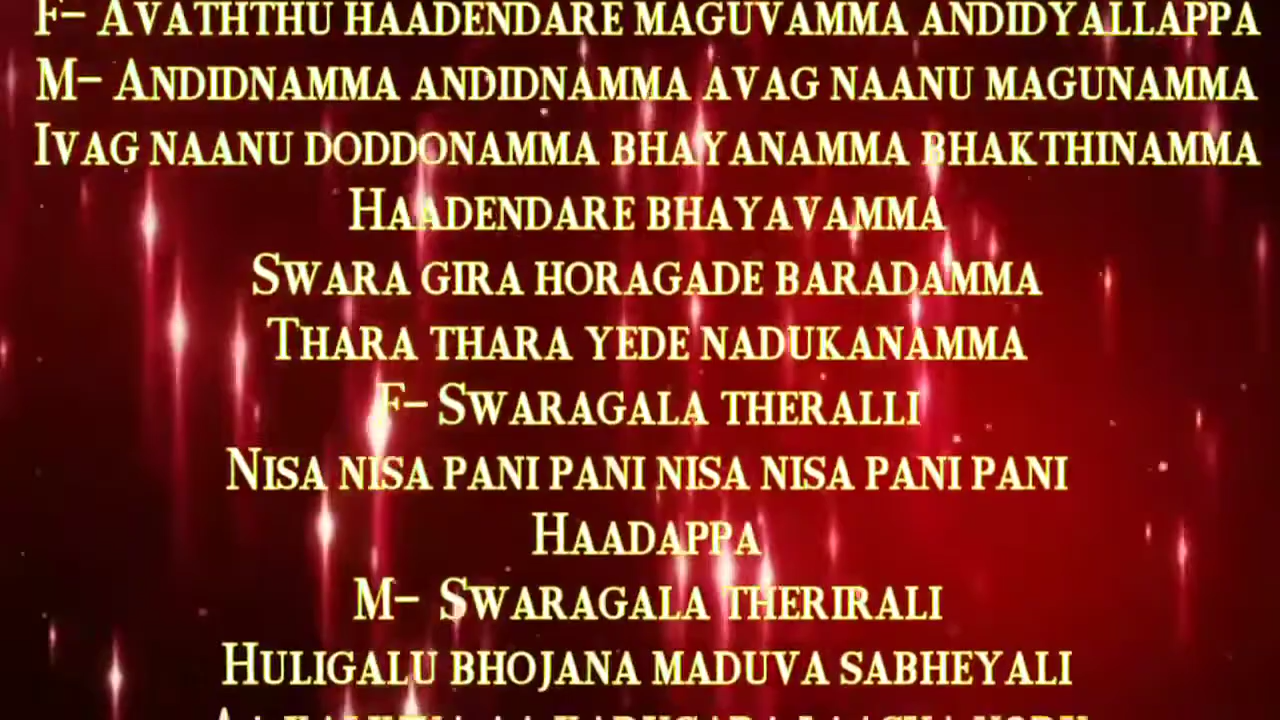 F- Avaththu haadendare maguvamma andidyallappa
M- Andidnamma andidnamma avag naanu magunamma
Ivag naanu doddonamma bhayanamma bhakthinamma
Haadendare bhayavamma
Swara gira horagade baradamma
Thara thara yede nadukanamma
F- Swaragala theralli
Nisa nisa pani pani nisa nisa pani pani
Haadappa
M- Swaragala therirali
Huligalu bhojana maduva sabheyali